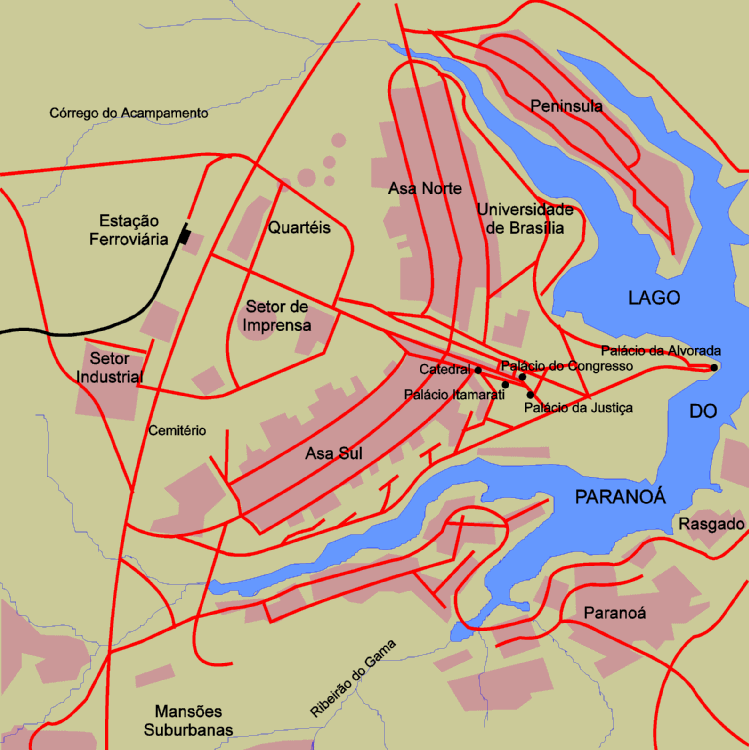 Península
Córrego do Acampamento
Asa Norte
Universidade
de Brasília
Estação
Ferroviária
Quartéis
LAGO
Setor de
Imprensa
Palácio da Alvorada
Setor
Industrial
Catedral
Palácio do Congresso
Palácio Itamarati
Palácio da Justiça
DO
Cemitério
Asa Sul
PARANOÁ
Rasgado
Paranoá
Ribeirão do Gama
Mansões
Suburbanas